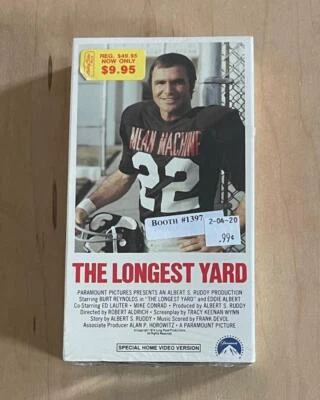 REG. $49.95
NOW ONLY
$9.95
MEAN MACHINE
22
BOOTH #1397
2-06-20
.99¢
THE LONGEST YARD
PARAMOUNT PICTURES PRESENTS AN ALBERT S. RUDDY PRODUCTION
Starring BURT REYNOLDS in "THE LONGEST YARD" and EDDIE ALBERT
Co-Starring ED LAUTER • MIKE CONRAD • Produced by ALBERT S. RUDDY
Directed by ROBERT ALDRICH • Screenplay by TRACY KEENAN WYNN
Story by ALBERT S. RUDDY • Music Scored by FRANK DEVOL
Associate Producer ALAN P. HOROWITZ • A PARAMOUNT PICTURE
SPECIAL HOME VIDEO VERSION
Paramount